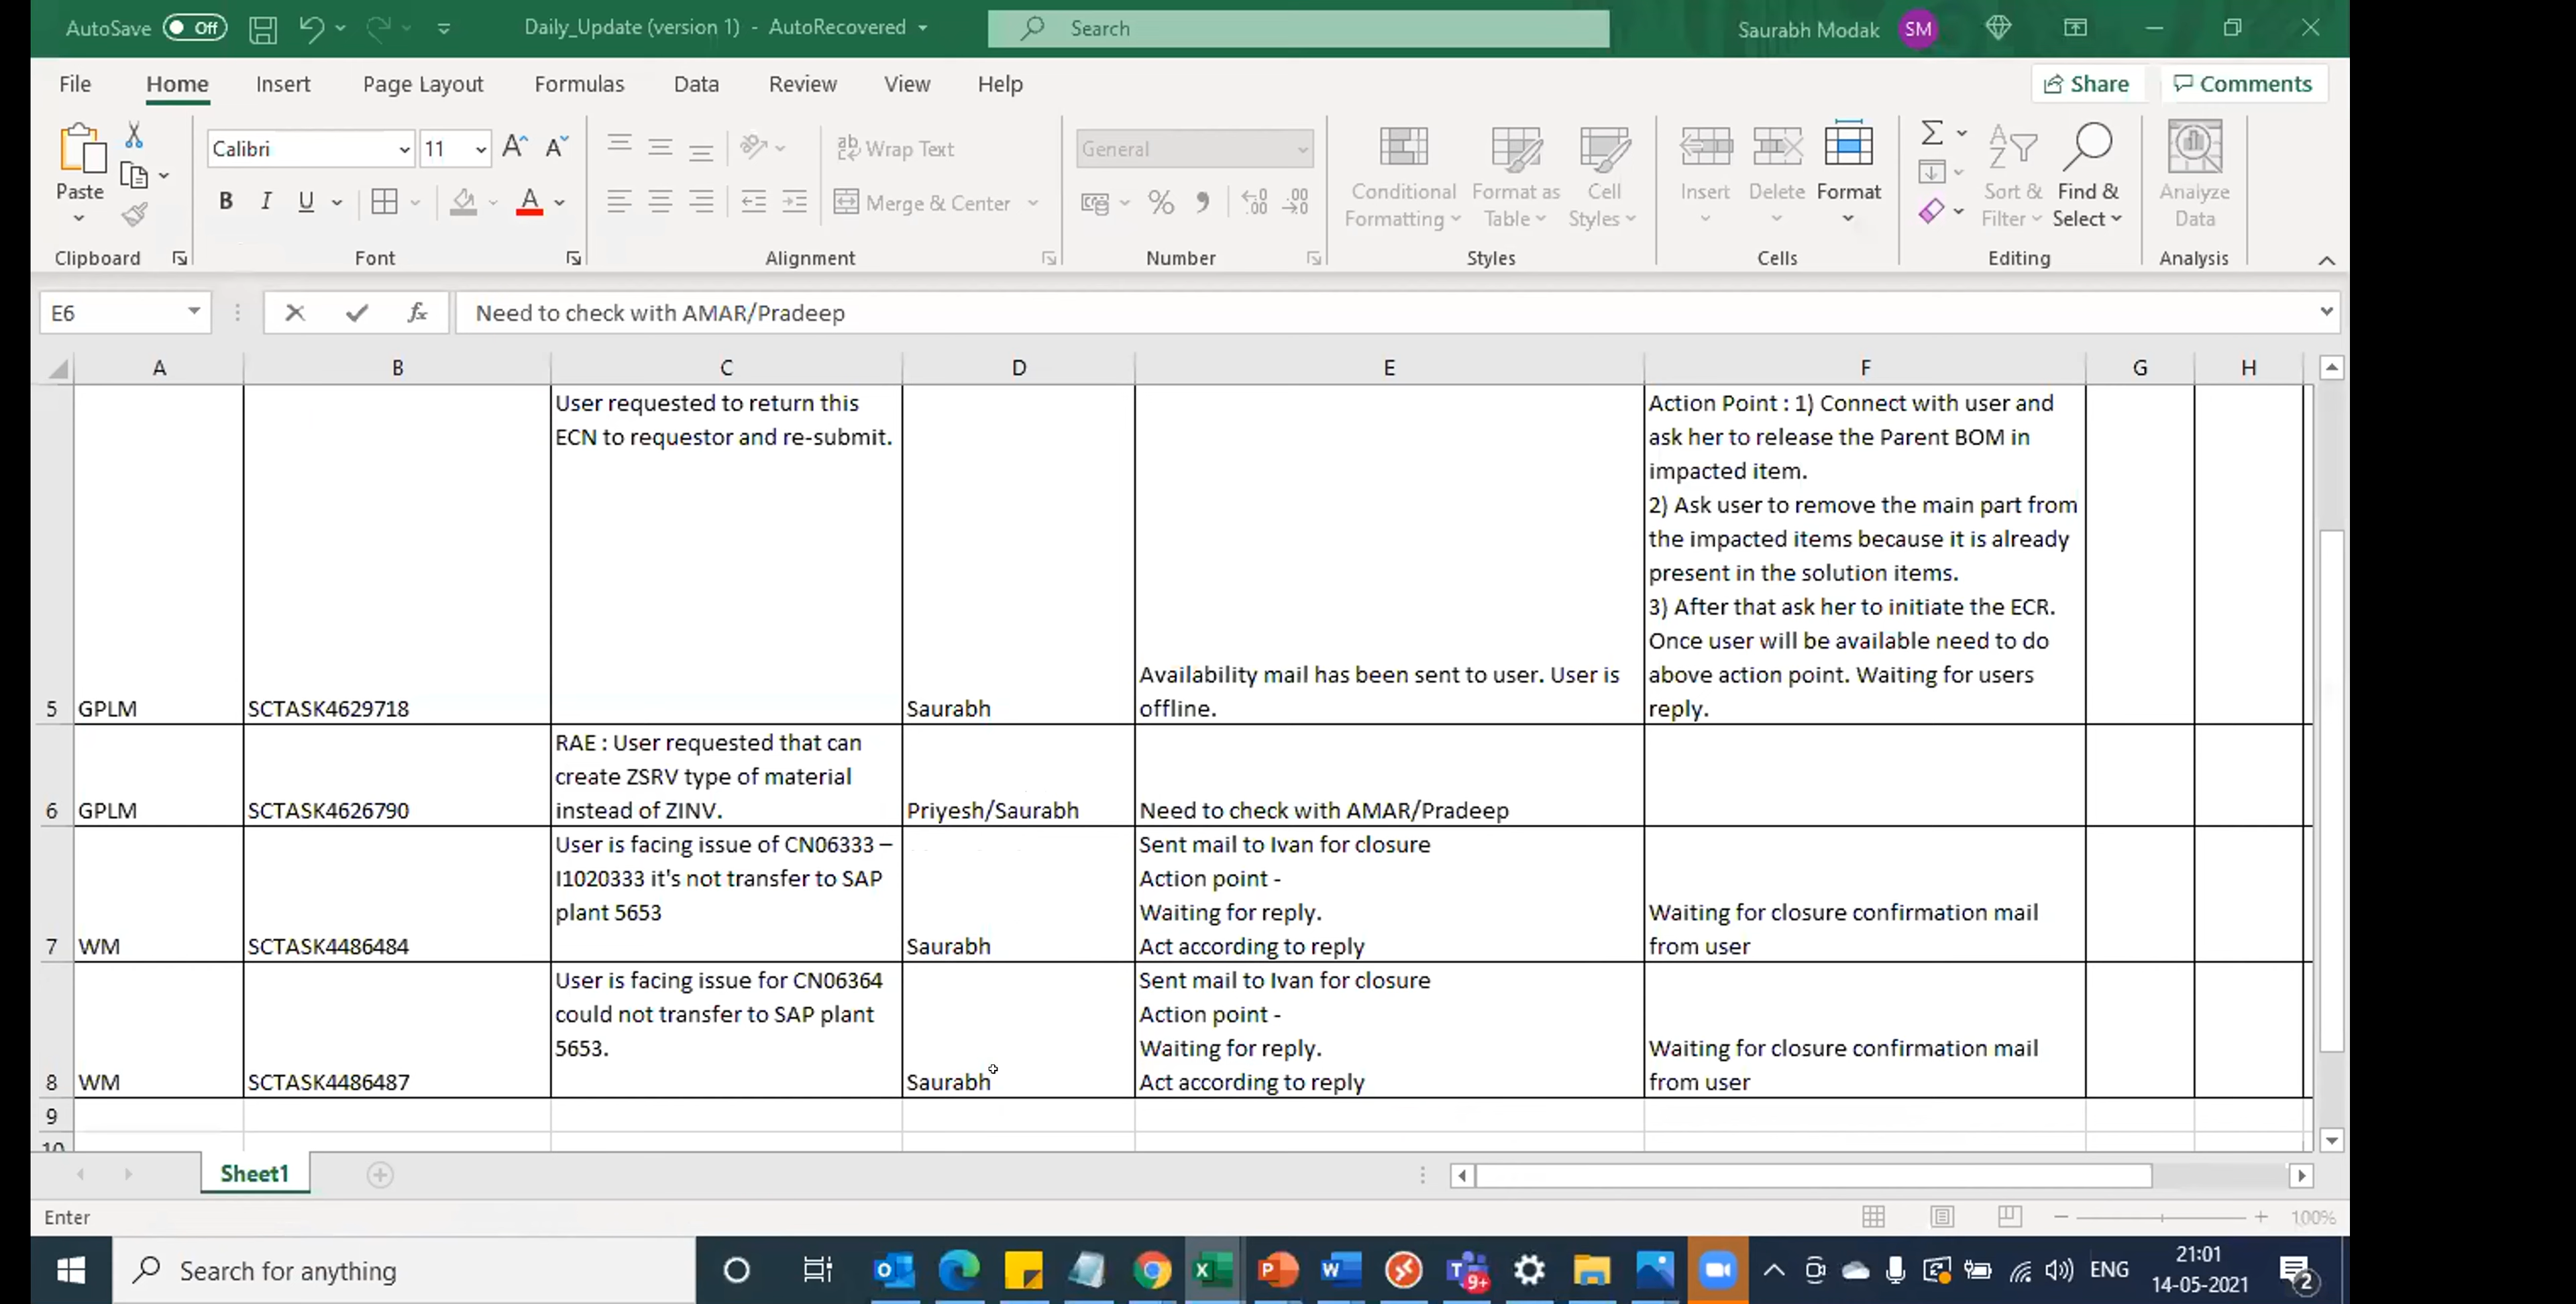 AutoSave Off Daily_Update (version 1) - AutoRecovered Search Saurabh Modak SM
File Home Insert Page Layout Formulas Data Review View Help Share Comments
Paste Calibri 11 A A Wrap Text General Conditional Formatting Format as Table Cell Styles Insert Delete Format Sort & Filter Find & Select Analyze Data
B I U A Merge & Center % 9 .00 .00
Clipboard Font Alignment Number Styles Cells Editing Analysis
E6 fx Need to check with AMAR/Pradeep
A B C D E F G H
User requested to return this
ECN to requestor and re-submit.
Action Point : 1) Connect with user and
ask her to release the Parent BOM in
impacted item.
2) Ask user to remove the main part from
the impacted items because it is already
present in the solution items.
3) After that ask her to initiate the ECR.
Once user will be available need to do
above action point. Waiting for users
reply.
5 GPLM SCTASK4629718 Saurabh
Availability mail has been sent to user. User is
offline.
RAE : User requested that can
create ZSRV type of material
instead of ZINV.
6 GPLM SCTASK4626790 Priyesh/Saurabh Need to check with AMAR/Pradeep
User is facing issue of CN06333 –
I1020333 it's not transfer to SAP
plant 5653
7 WM SCTASK4486484 Saurabh
Sent mail to Ivan for closure
Action point -
Waiting for reply.
Act according to reply
Waiting for closure confirmation mail
from user
User is facing issue for CN06364
could not transfer to SAP plant
5653.
8 WM SCTASK4486487 Saurabh
Sent mail to Ivan for closure
Action point -
Waiting for reply.
Act according to reply
Waiting for closure confirmation mail
from user
9
10
Sheet1
Enter 100%
Search for anything 9+ ENG 21:01
14-05-2021 2